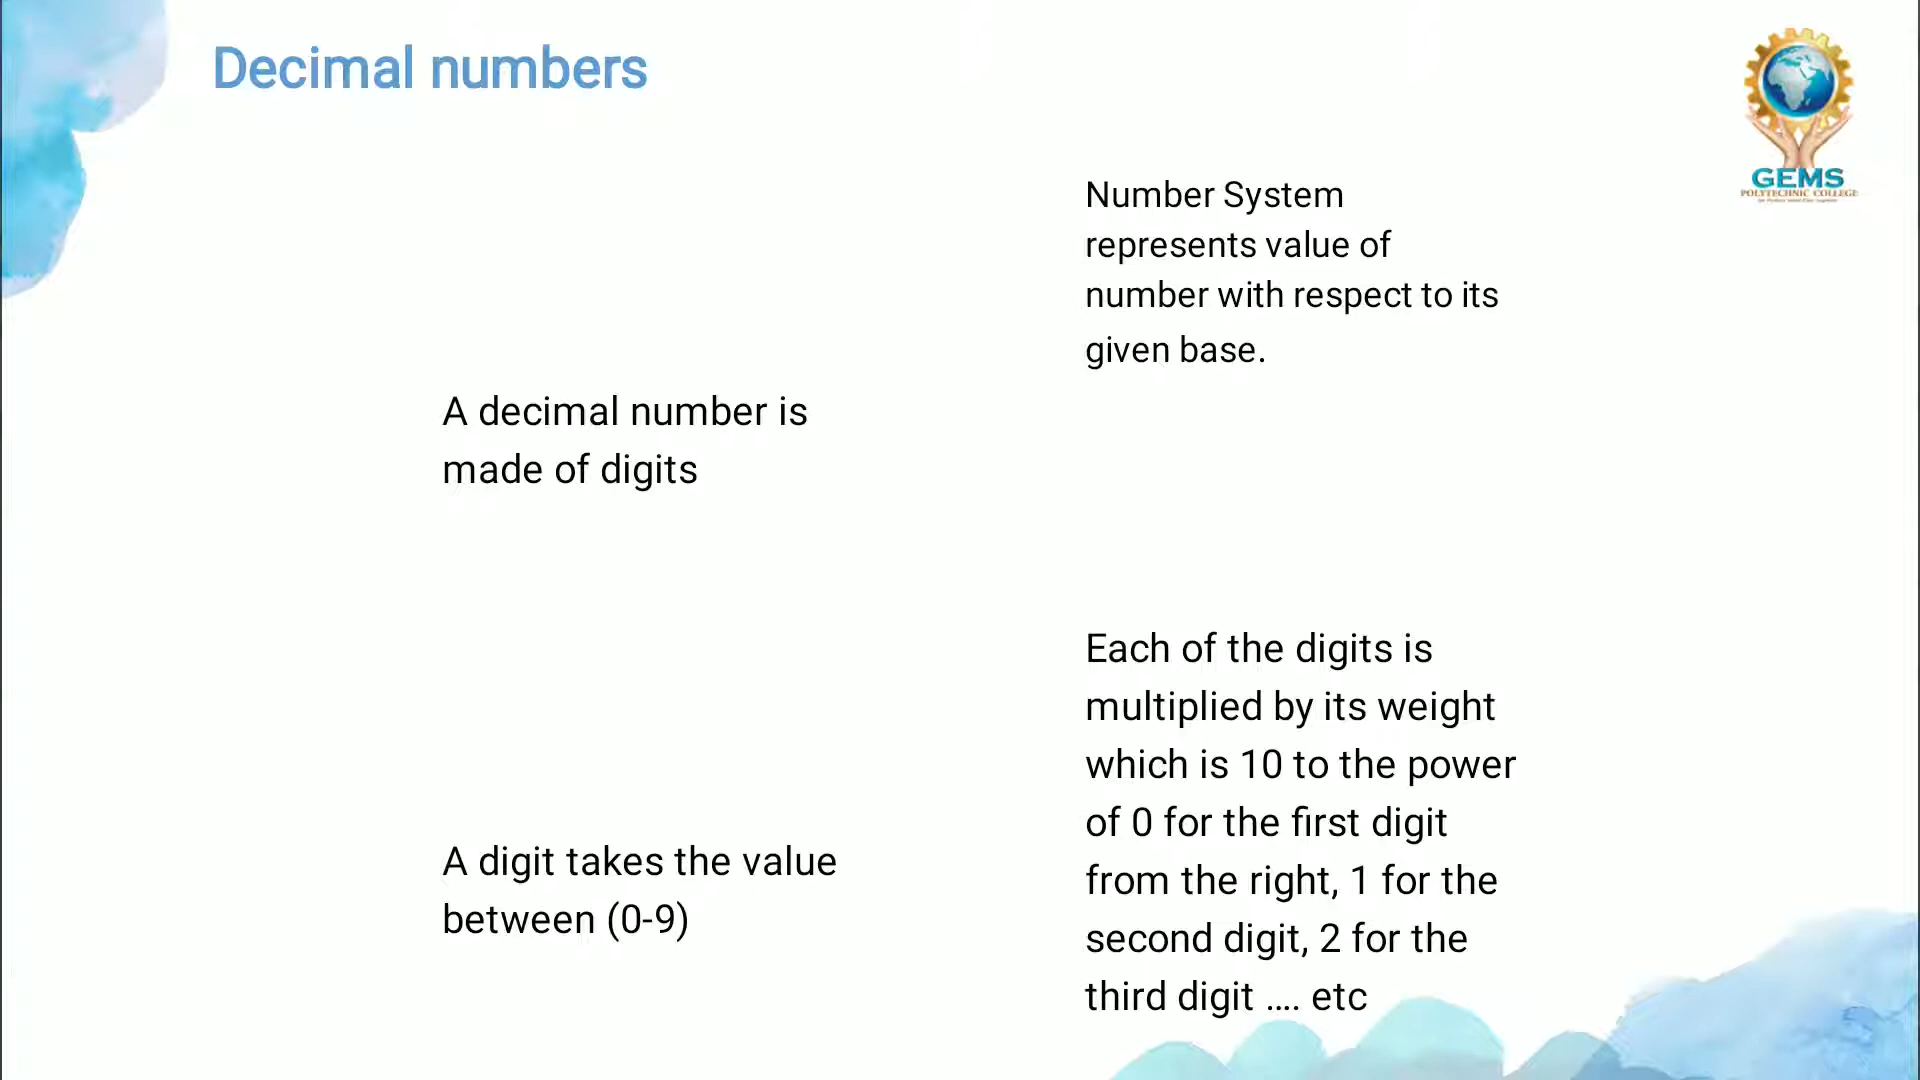 Decimal numbers
GEMS
POLYTECHNIC COLLEGE
Number System
represents value of
number with respect to its
given base.
A decimal number is
made of digits
Each of the digits is
multiplied by its weight
which is 10 to the power
of 0 for the first digit
from the right, 1 for the
second digit, 2 for the
third digit .... etc
A digit takes the value
between (0-9)